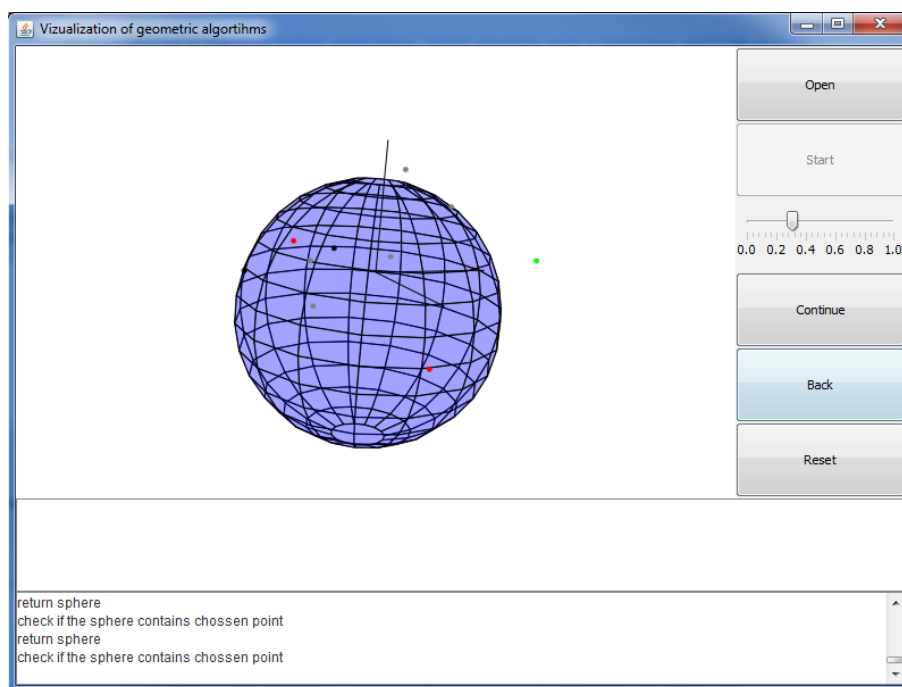 Vizualization of geometric algortihms
Open
Start
0.0 0.2 0.4 0.6 0.8 1.0
Continue
Back
Reset
return sphere
check if the sphere contains chossen point
return sphere
check if the sphere contains chossen point